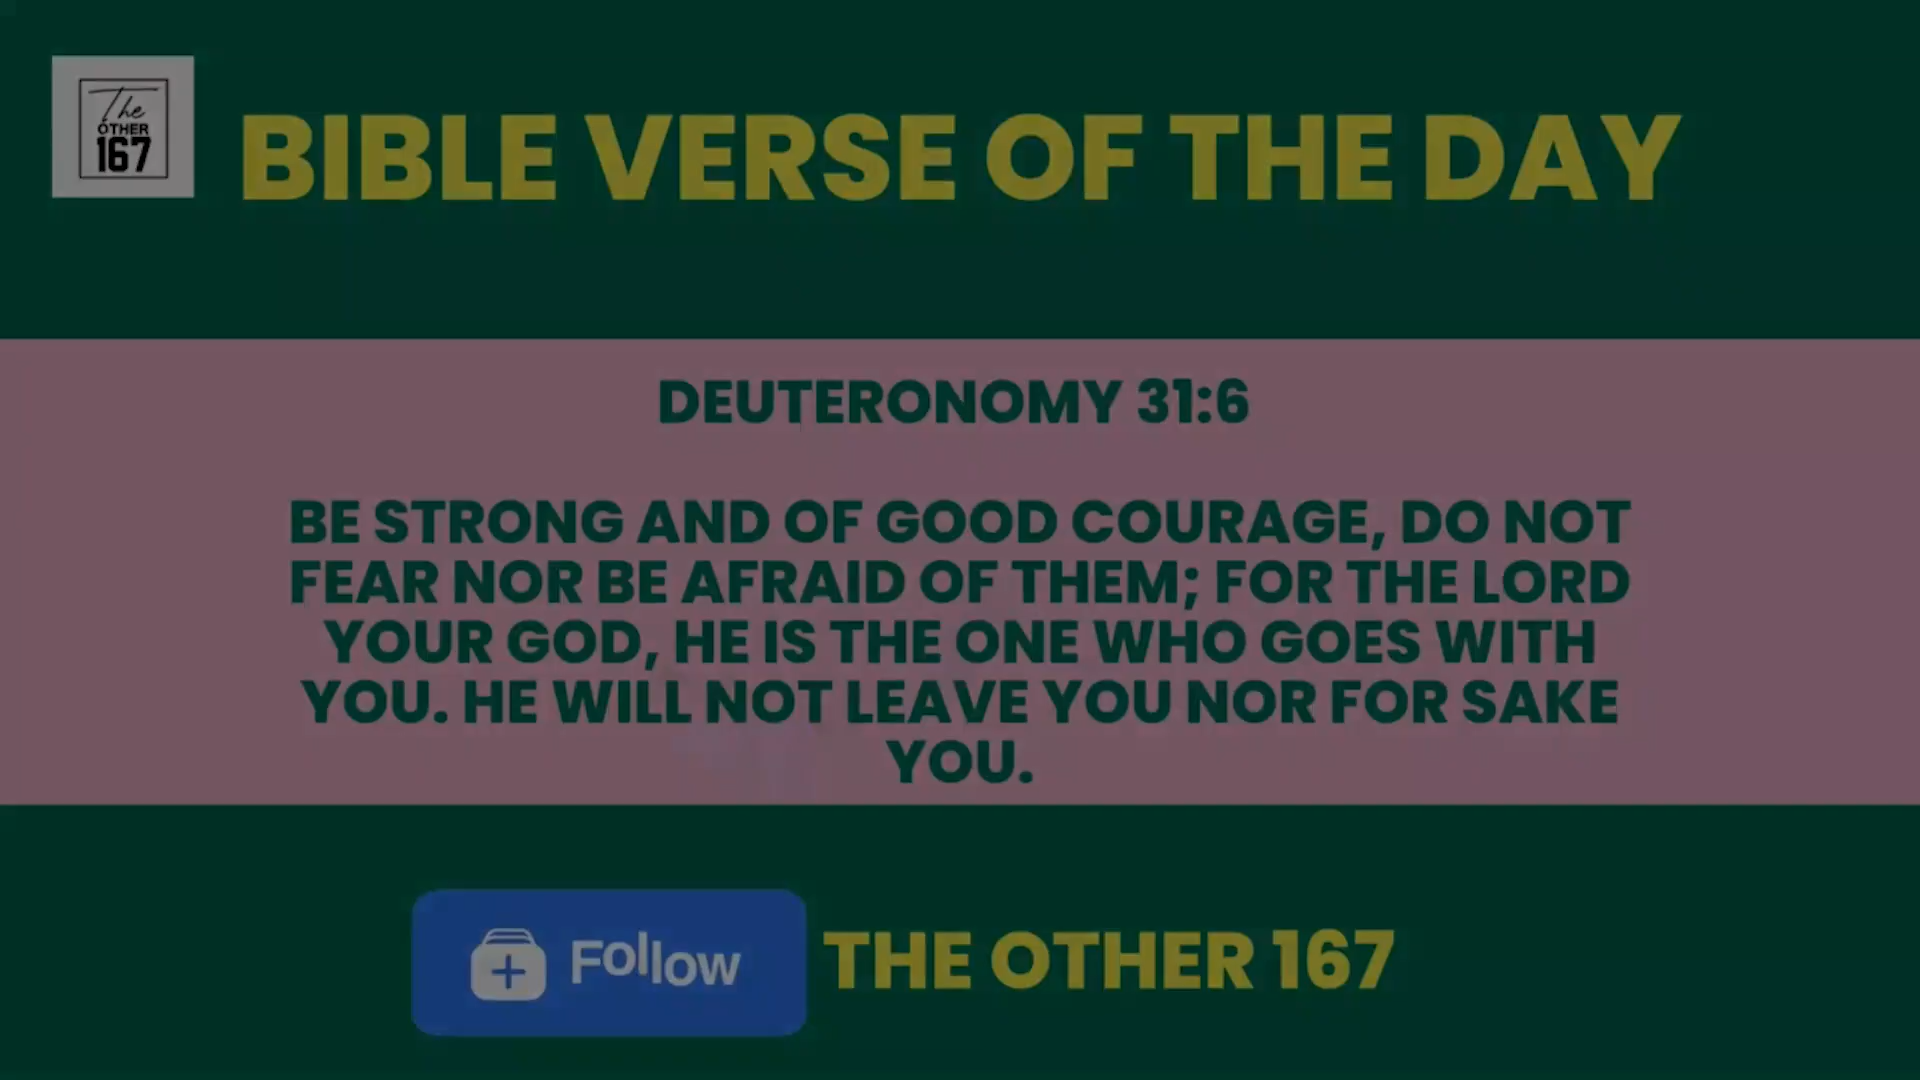 The
OTHER
167
BIBLE VERSE OF THE DAY
DEUTERONOMY 31:6
BE STRONG AND OF GOOD COURAGE, DO NOT
FEAR NOR BE AFRAID OF THEM; FOR THE LORD
YOUR GOD, HE IS THE ONE WHO GOES WITH
YOU. HE WILL NOT LEAVE YOU NOR FOR SAKE
YOU.
Follow
THE OTHER 167